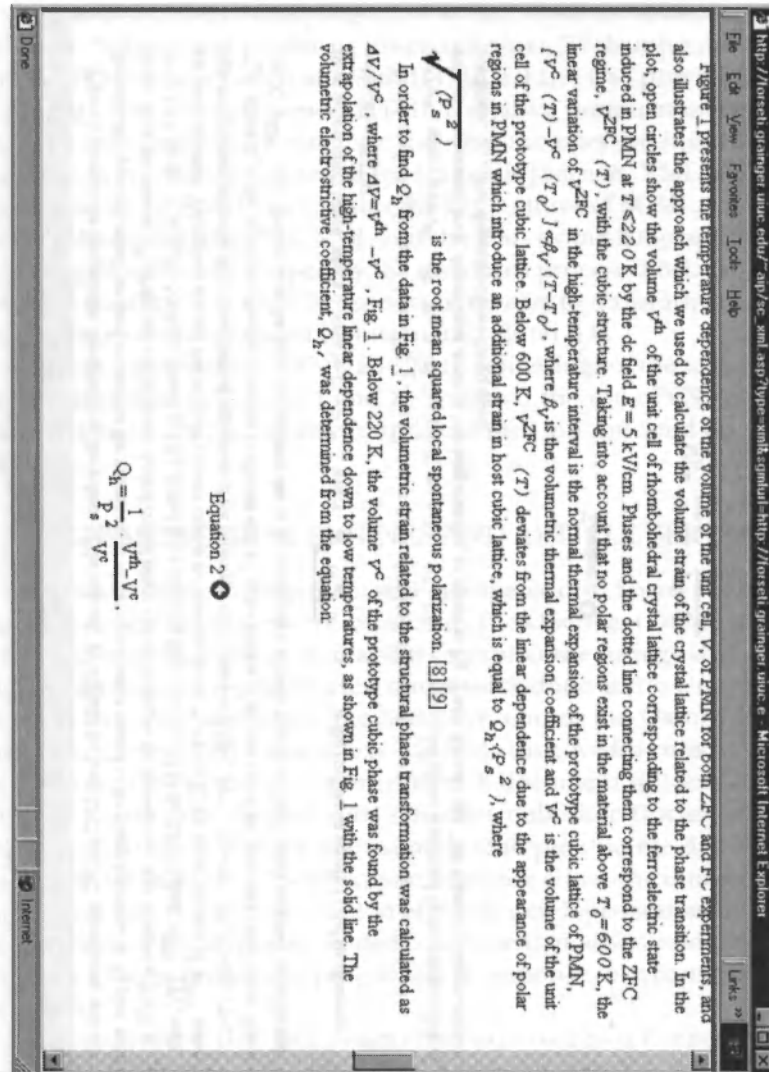 http://forseti.grainger.uiuc.edu/~sup/sc_xml.asp?type=xml&xgmlurl=http://forseti.grainger.uiuc.e - Microsoft Internet Explorer
File Edit View Favorites Tools Help Links »
Figure 1 presents the temperature dependence of the volume of the unit cell, V, of PMN for both ZFC and FC experiments, and
also illustrates the approach which we used to calculate the volume strain of the crystal lattice related to the phase transition. In the
plot, open circles show the volume V^rh of the unit cell of rhombohedral crystal lattice corresponding to the ferroelectric state
induced in PMN at T⩽220 K by the dc field E = 5 kV/cm. Pluses and the dotted line connecting them correspond to the ZFC
regime, V^ZFC (T), with the cubic structure. Taking into account that no polar regions exist in the material above T_0=600 K, the
linear variation of V^ZFC in the high-temperature interval is the normal thermal expansion of the prototype cubic lattice of PMN,
[V^c (T)-V^c (T_0)]∝β_V (T-T_0), where β_V is the volumetric thermal expansion coefficient and V^c is the volume of the unit
cell of the prototype cubic lattice. Below 600 K, V^ZFC (T) deviates from the linear dependence due to the appearance of polar
regions in PMN which introduce an additional strain in host cubic lattice, which is equal to Q_h ⟨P_s^2⟩, where
√⟨P_s^2⟩ is the root mean squared local spontaneous polarization. [8] [9]
In order to find Q_h from the data in Fig. 1, the volumetric strain related to the structural phase transformation was calculated as
ΔV/V^c, where ΔV=V^rh -V^c, Fig. 1. Below 220 K, the volume V^c of the prototype cubic phase was found by the
extrapolation of the high-temperature linear dependence down to low temperatures, as shown in Fig. 1 with the solid line. The
volumetric electrostrictive coefficient, Q_h, was determined from the equation
Equation 2
Q_h = 1/P_s^2 (V^rh-V^c)/V^c,
Done Internet